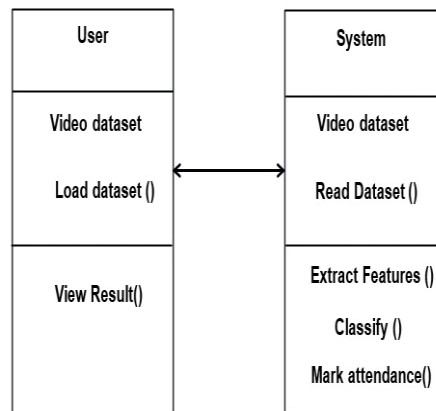 User
Video dataset
Load dataset ()
View Result()
System
Video dataset
Read Dataset ()
Extract Features ()
Classify ()
Mark attendance()